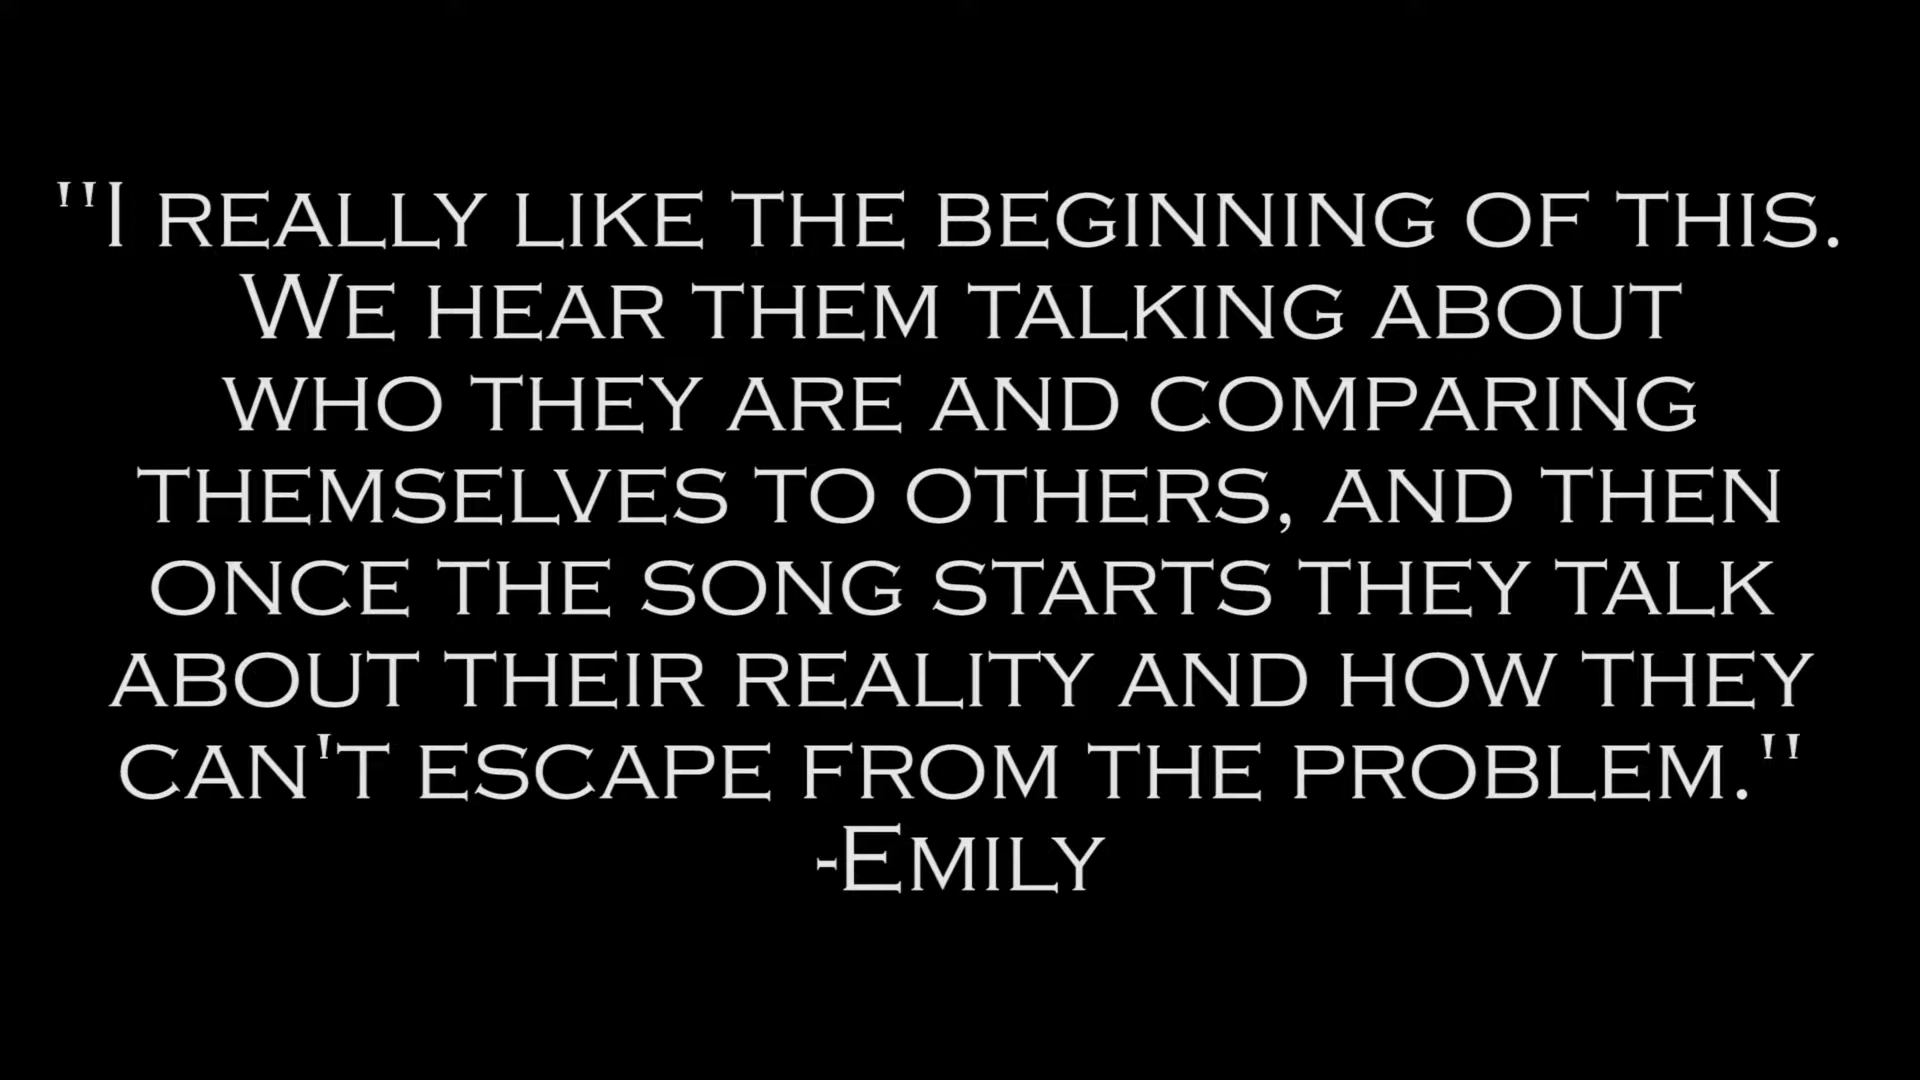 "I really like the beginning of this.
We hear them talking about
who they are and comparing
themselves to others, and then
once the song starts they talk
about their reality and how they
can't escape from the problem."
-Emily